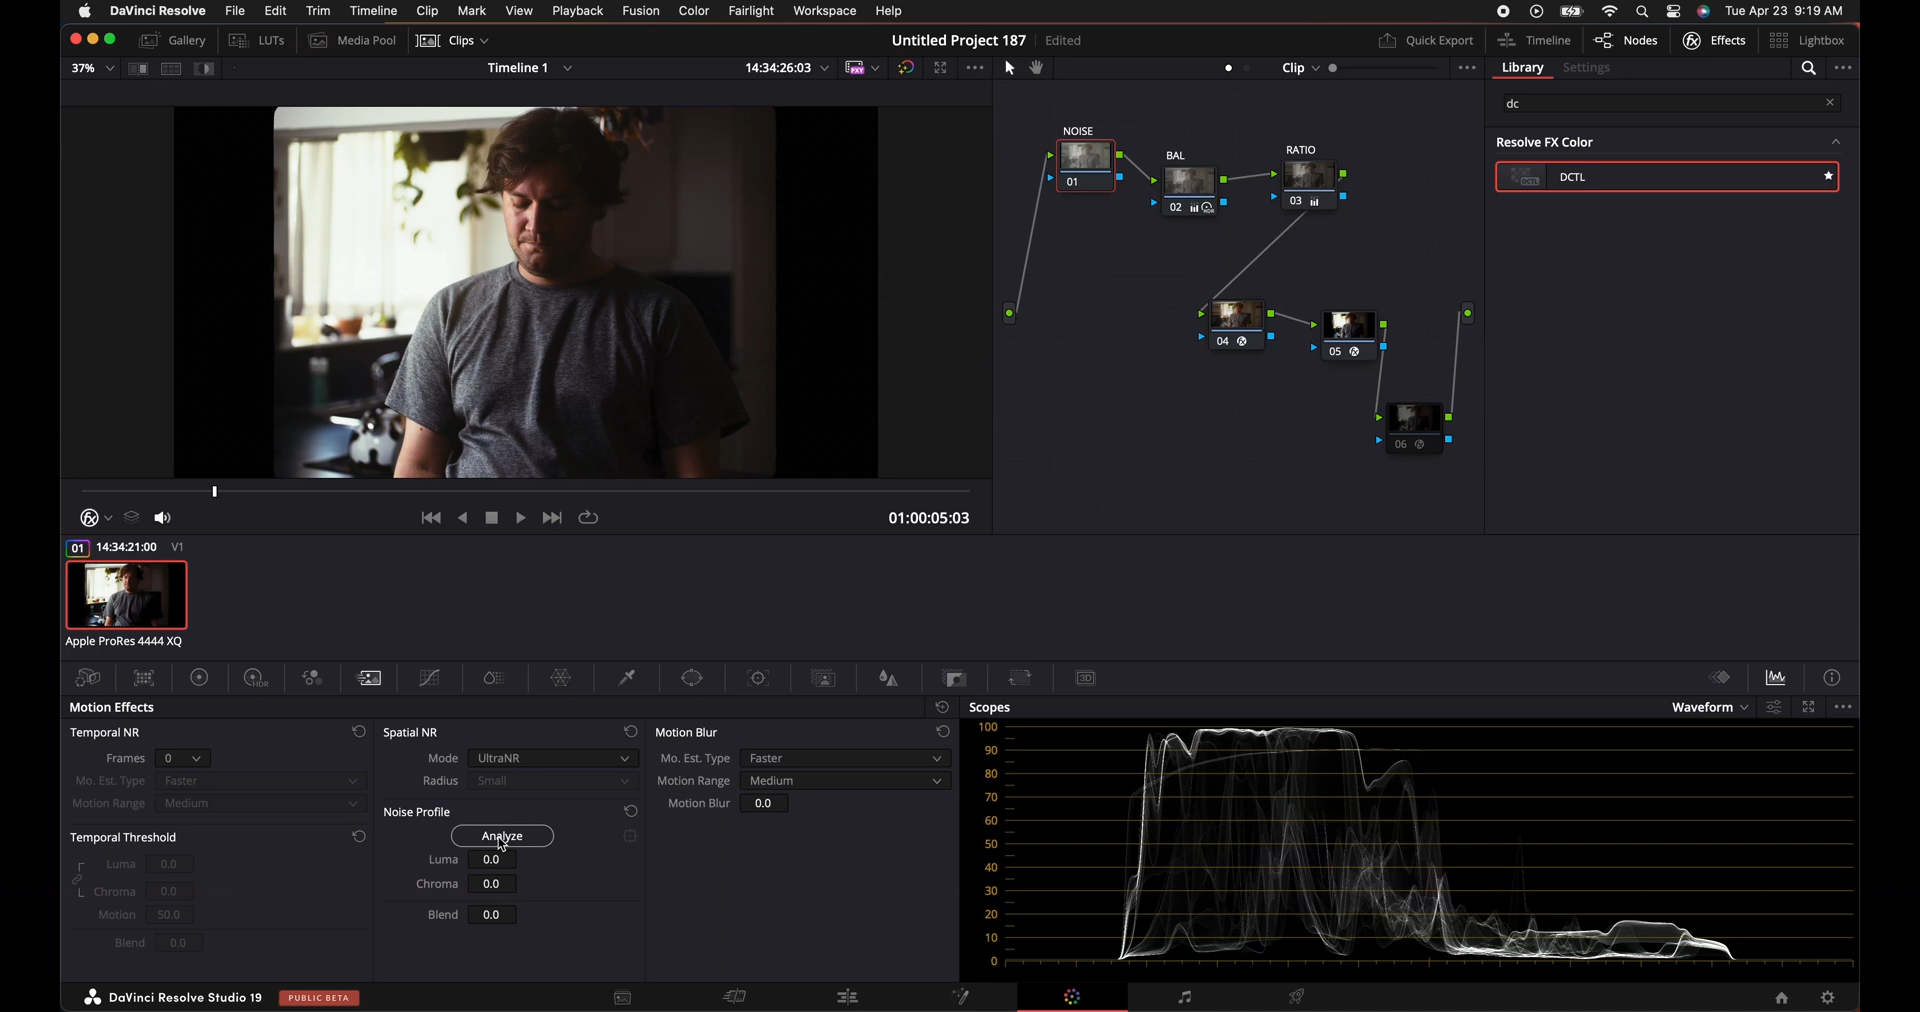 DaVinci Resolve File Edit Trim Timeline Clip Mark View Playback Fusion Color Fairlight Workspace Help Tue Apr 23 9:19 AM
Gallery LUTs Media Pool Clips Untitled Project 187 Edited Quick Export Timeline Nodes Effects Lightbox
37% Timeline 1 14:34:26:03 PXY Clip Library Settings
dc
Resolve FX Color
DCTL DCTL
NOISE
01
BAL
02 HDR
RATIO
03
04
05
06
01:00:05:03
01 14:34:21:00 V1
Apple ProRes 4444 XQ
HDR 3D
Motion Effects
Temporal NR
Frames 0
Mo. Est. Type Faster
Motion Range Medium
Temporal Threshold
Luma 0.0
Chroma 0.0
Motion 50.0
Blend 0.0
Spatial NR
Mode UltraNR
Radius Small
Noise Profile
Analyze
Luma 0.0
Chroma 0.0
Blend 0.0
Motion Blur
Mo. Est. Type Faster
Motion Range Medium
Motion Blur 0.0
Scopes Waveform
100
90
80
70
60
50
40
30
20
10
0
DaVinci Resolve Studio 19 PUBLIC BETA